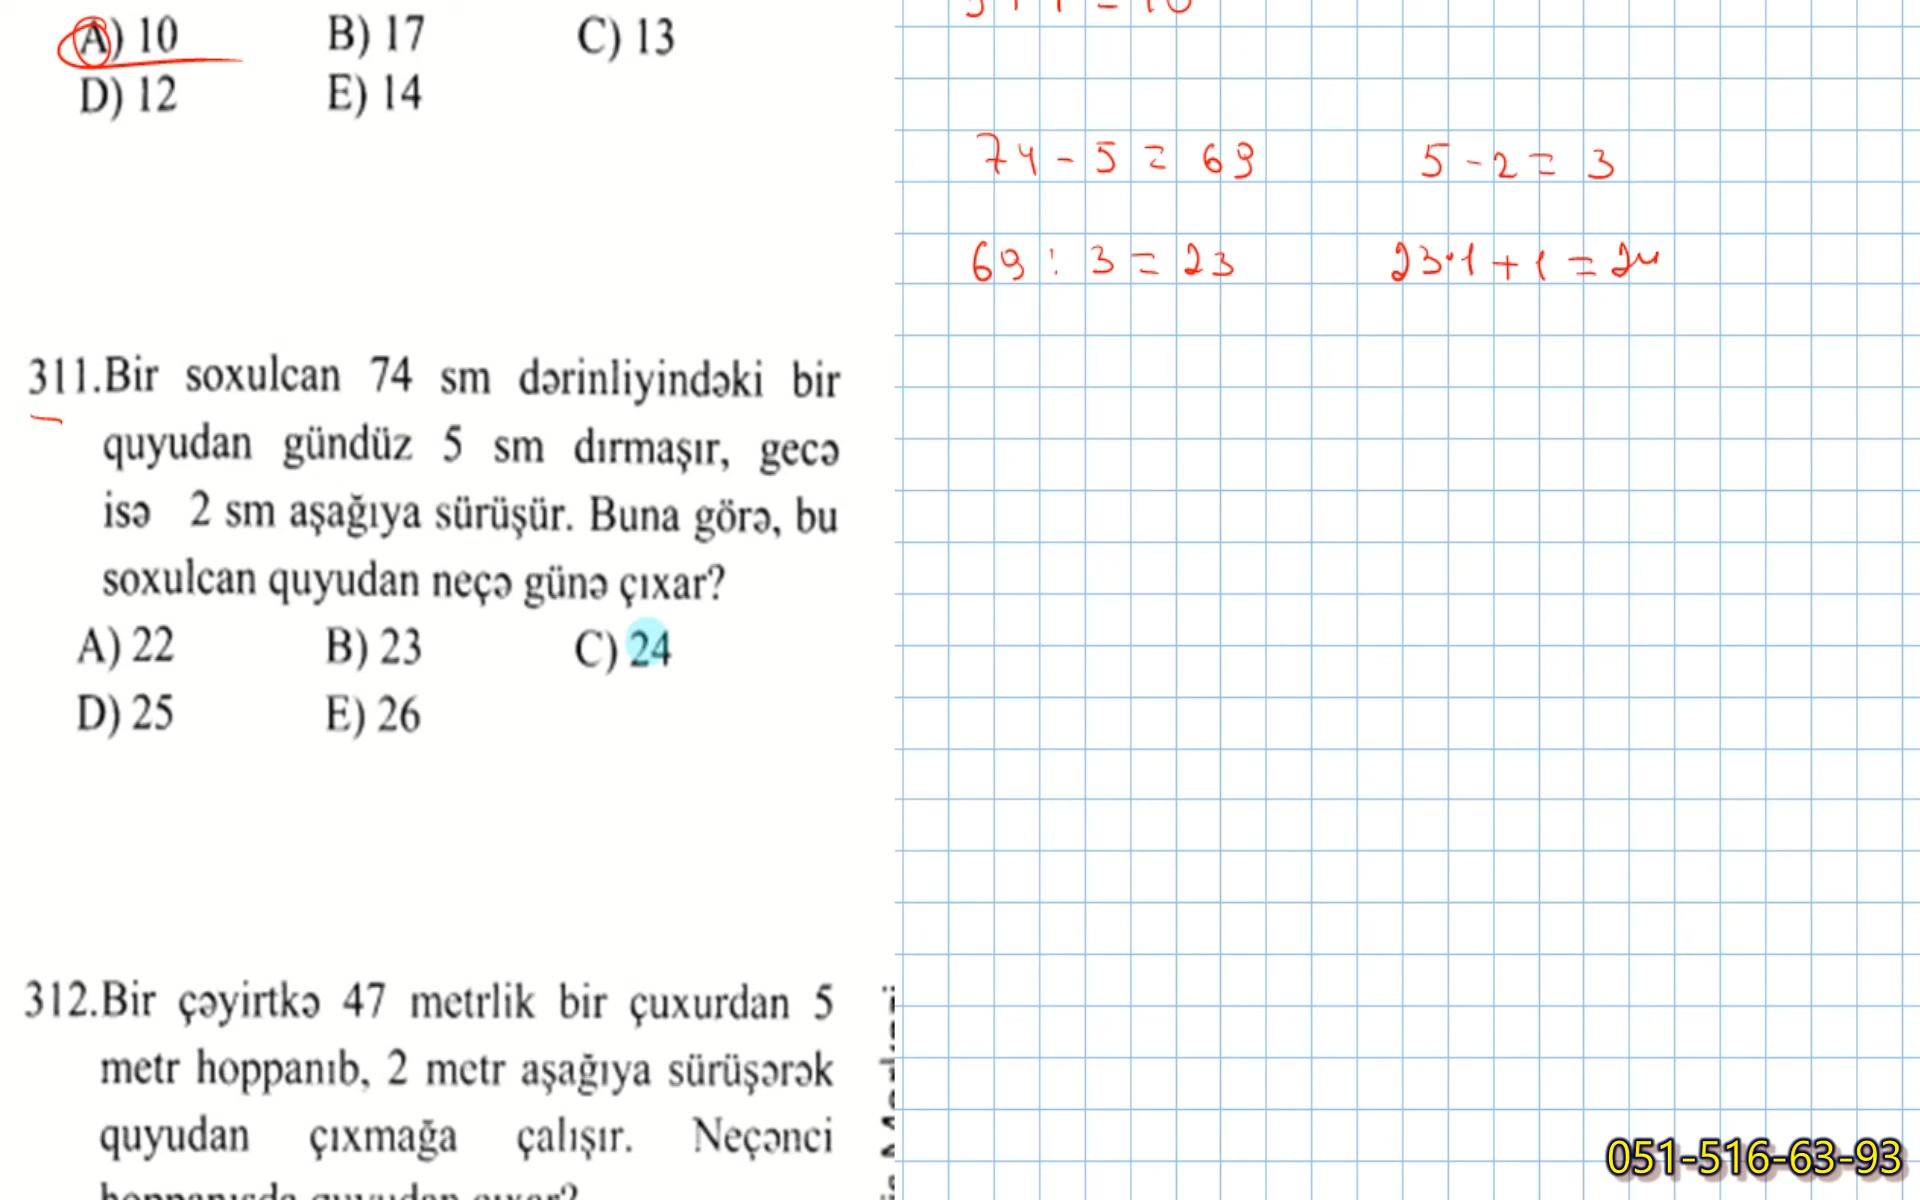 A) 10 B) 17 C) 13
D) 12 E) 14
74 - 5 = 69 5 - 2 = 3
69 : 3 = 23 23·1 + 1 = 24
311.Bir soxulcan 74 sm dərinliyindəki bir
quyudan gündüz 5 sm dırmaşır, gecə
isə 2 sm aşağıya sürüşür. Buna görə, bu
soxulcan quyudan neçə günə çıxar?
A) 22 B) 23 C) 24
D) 25 E) 26
312.Bir çəyirtkə 47 metrlik bir çuxurdan 5
metr hoppanıb, 2 metr aşağıya sürüşərək
quyudan çıxmağa çalışır. Neçənci
051-516-63-93